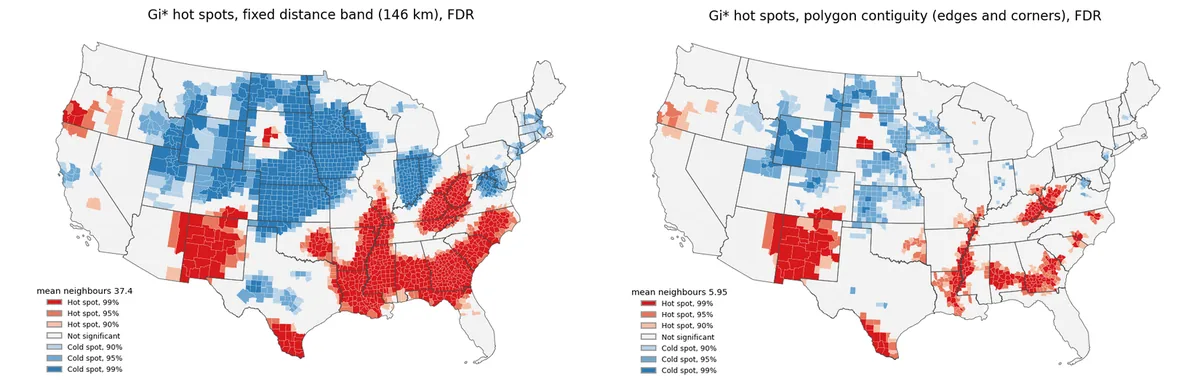 Gi* hot spots, fixed distance band (146 km), FDR
mean neighbours 37.4
Hot spot, 99%
Hot spot, 95%
Hot spot, 90%
Not significant
Cold spot, 90%
Cold spot, 95%
Cold spot, 99%
Gi* hot spots, polygon contiguity (edges and corners), FDR
mean neighbours 5.95
Hot spot, 99%
Hot spot, 95%
Hot spot, 90%
Not significant
Cold spot, 90%
Cold spot, 95%
Cold spot, 99%